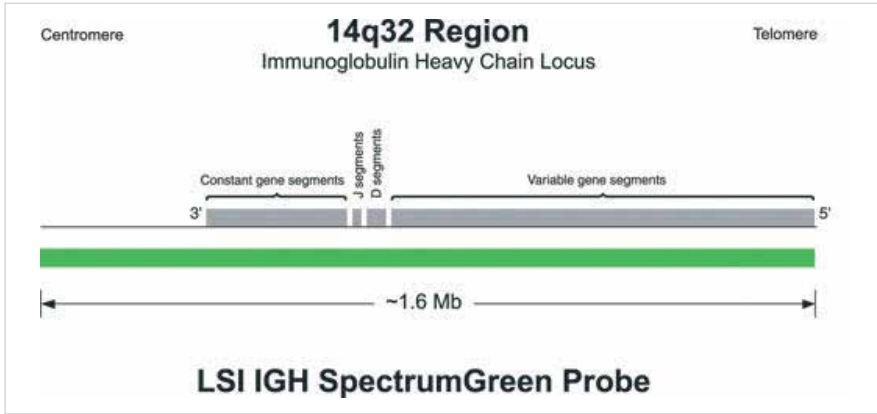 Centromere
14q32 Region
Telomere
Immunoglobulin Heavy Chain Locus
Constant gene segments
J segments
D segments
Variable gene segments
3'
5'
~1.6 Mb
LSI IGH SpectrumGreen Probe